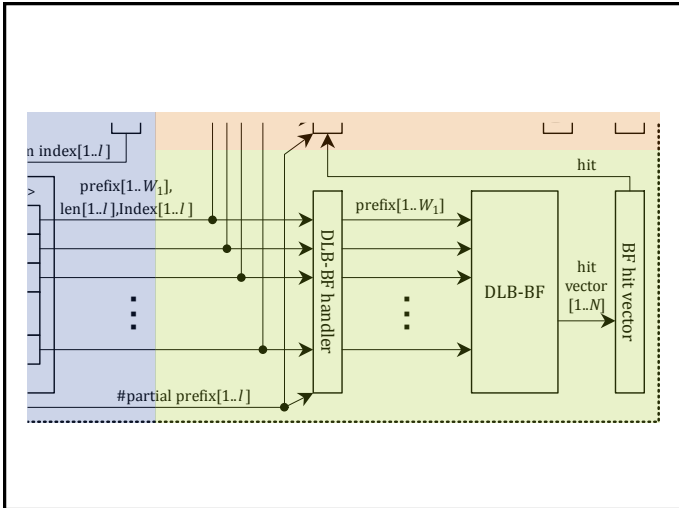 m index[1..l]
hit
>
prefix[1..W₁],
len[1..l],Index[1..l]
prefix[1..W₁]
DLB-BF handler
DLB-BF
hit
vector
[1..N]
BF hit vector
#partial prefix[1..l]